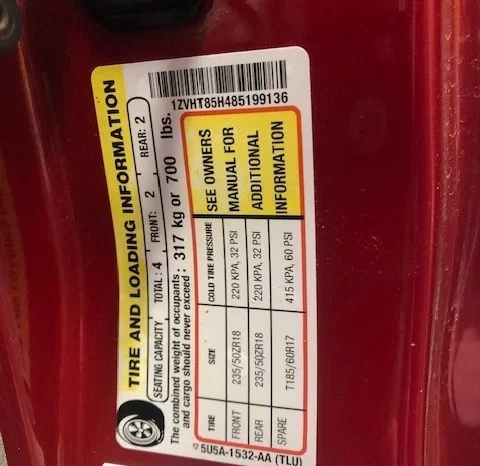 TIRE AND LOADING INFORMATION
SEATING CAPACITY TOTAL: 4 FRONT: 2 REAR: 2
The combined weight of occupants
and cargo should never exceed: 317 kg or 700 lbs.
1ZVHT85H485199136
TIRE SIZE COLD TIRE PRESSURE
FRONT 235/50ZR18 220 KPA, 32 PSI
REAR 235/50ZR18 220 KPA, 32 PSI
SPARE T185/60R17 415 KPA, 60 PSI
SEE OWNERS
MANUAL FOR
ADDITIONAL
INFORMATION
5U5A-1532-AA (TLU)